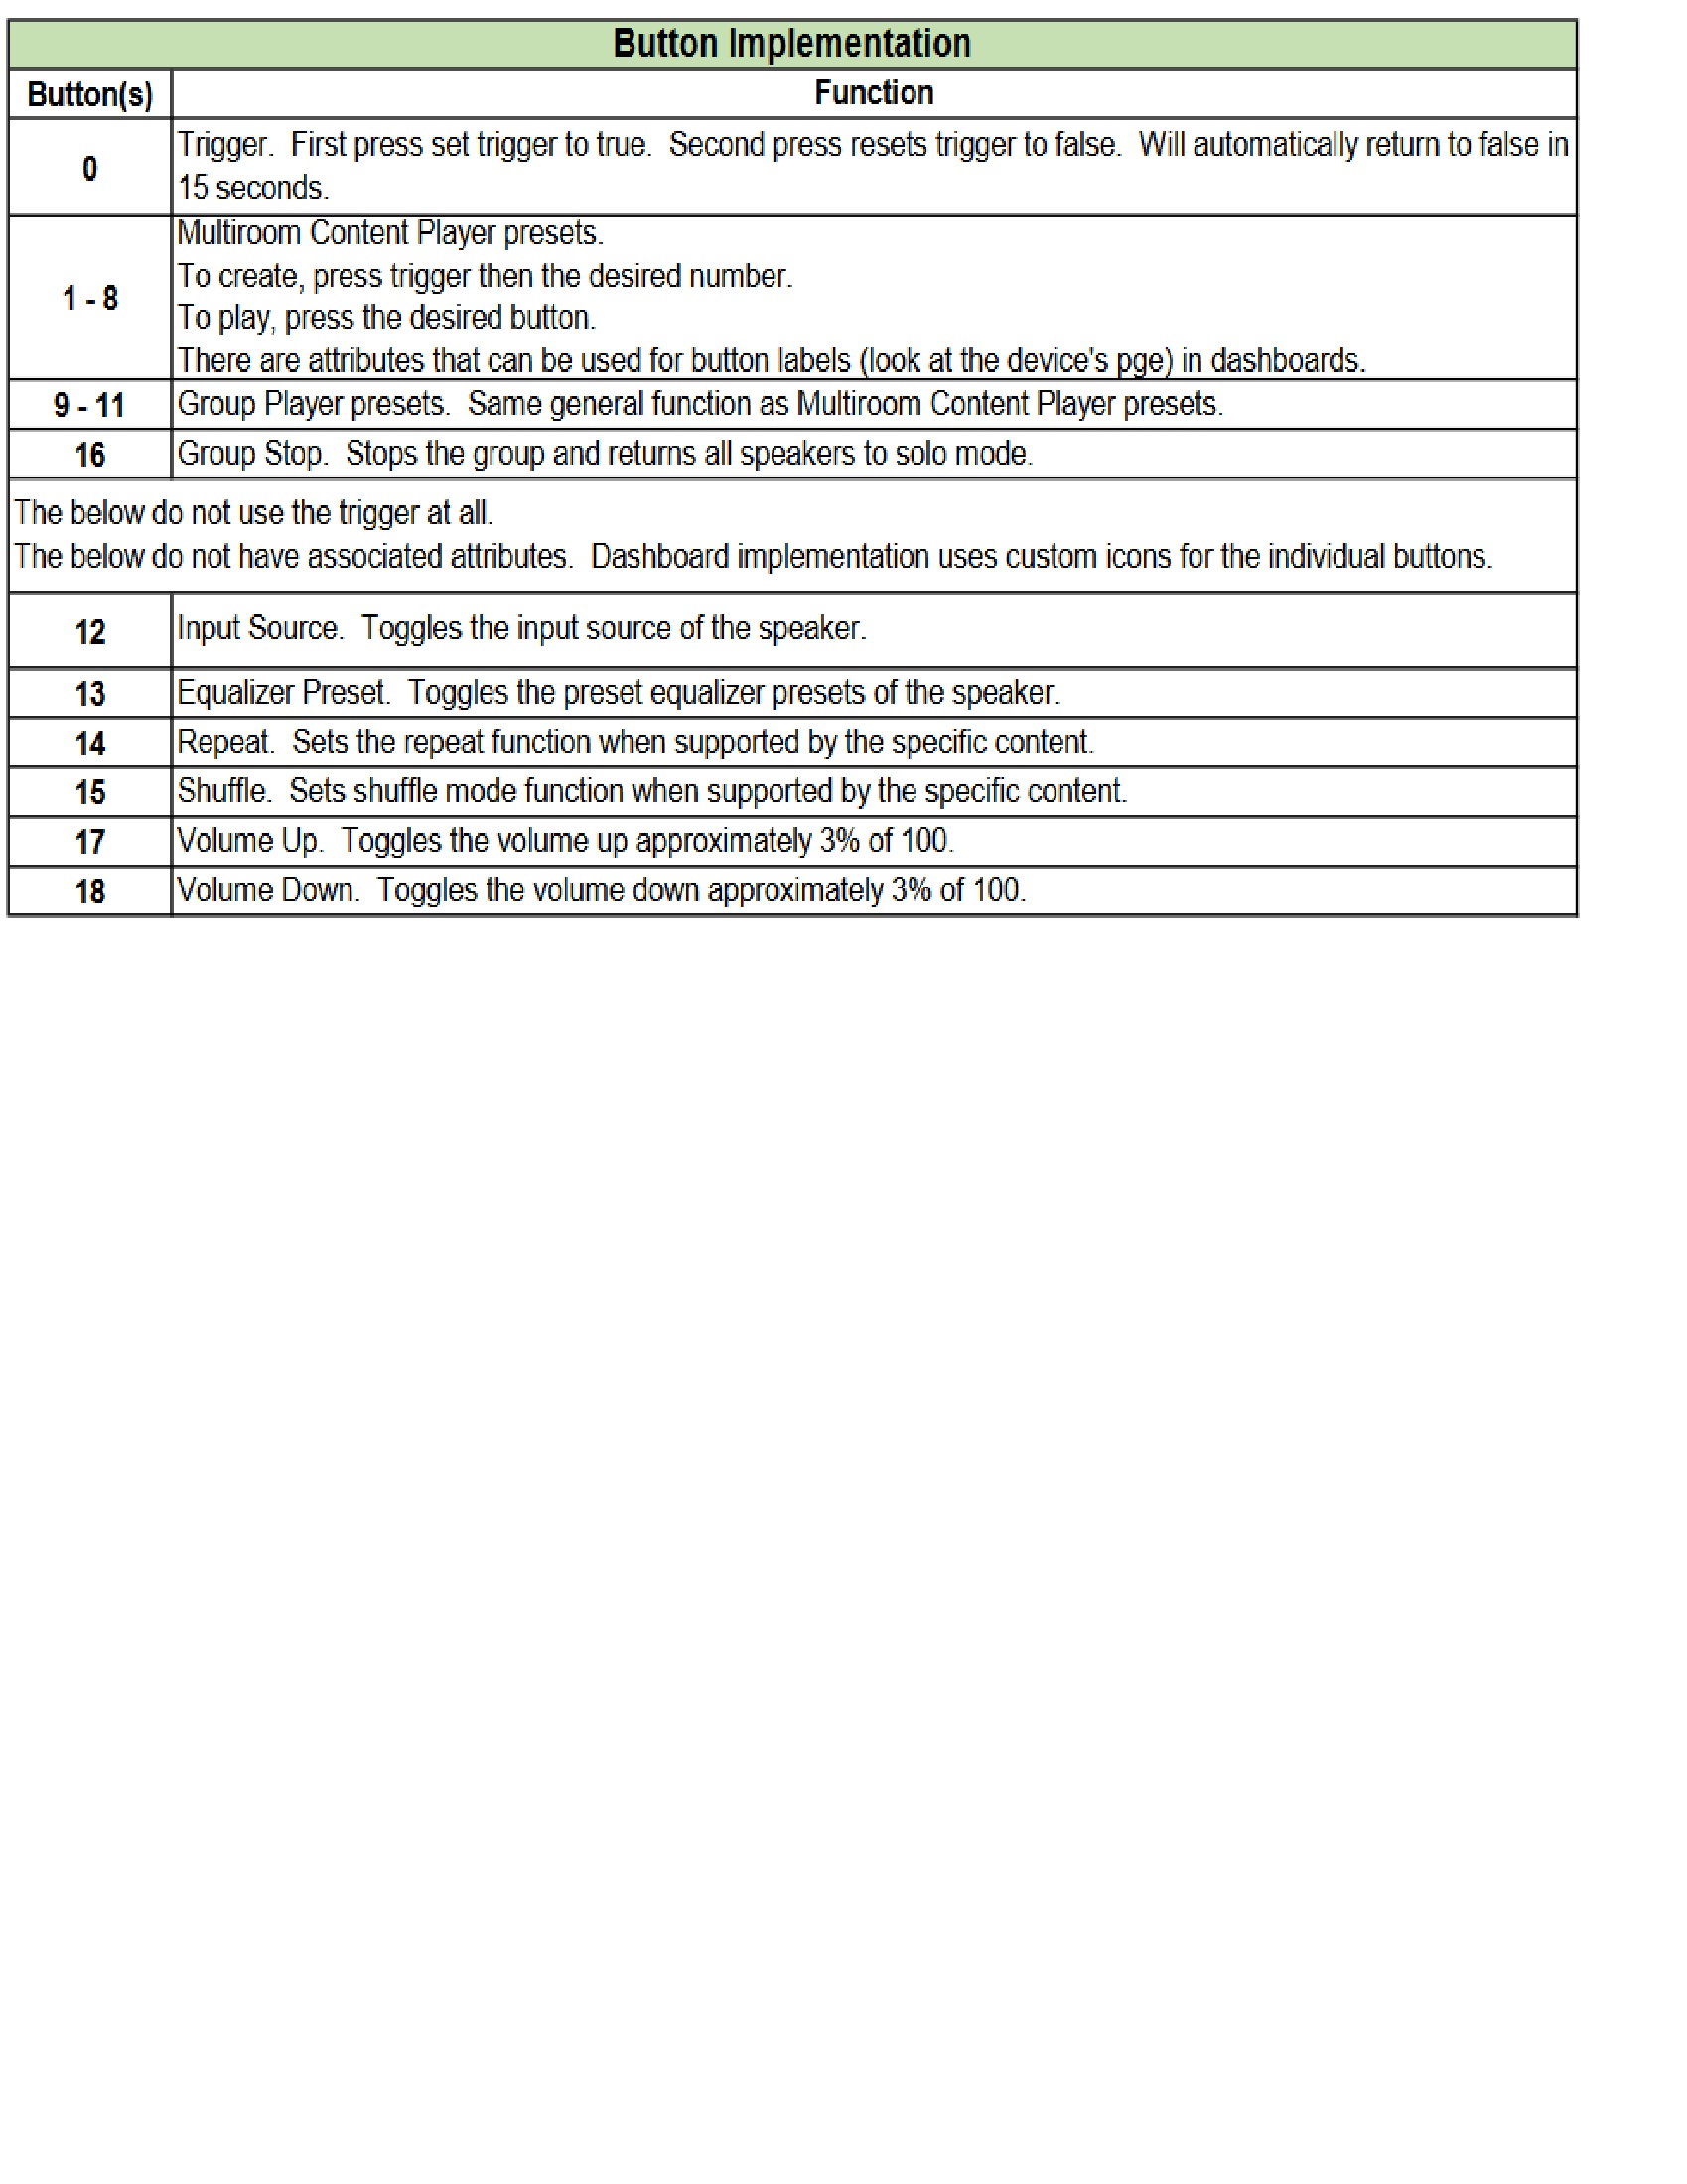 Button Implementation
Button(s) Function
0 Trigger.  First press set trigger to true.  Second press resets trigger to false.  Will automatically return to false in
15 seconds.
Multiroom Content Player presets.
To create, press trigger then the desired number.
1 - 8
To play, press the desired button.
There are attributes that can be used for button labels (look at the device's pge) in dashboards.
9 - 11 Group Player presets.  Same general function as Multiroom Content Player presets.
16 Group Stop.  Stops the group and returns all speakers to solo mode.
The below do not use the trigger at all.
The below do not have associated attributes.  Dashboard implementation uses custom icons for the individual buttons.
12 Input Source.  Toggles the input source of the speaker.
13 Equalizer Preset.  Toggles the preset equalizer presets of the speaker.
14 Repeat.  Sets the repeat function when supported by the specific content.
15 Shuffle.  Sets shuffle mode function when supported by the specific content.
17 Volume Up.  Toggles the volume up approximately 3% of 100.
18 Volume Down.  Toggles the volume down approximately 3% of 100.